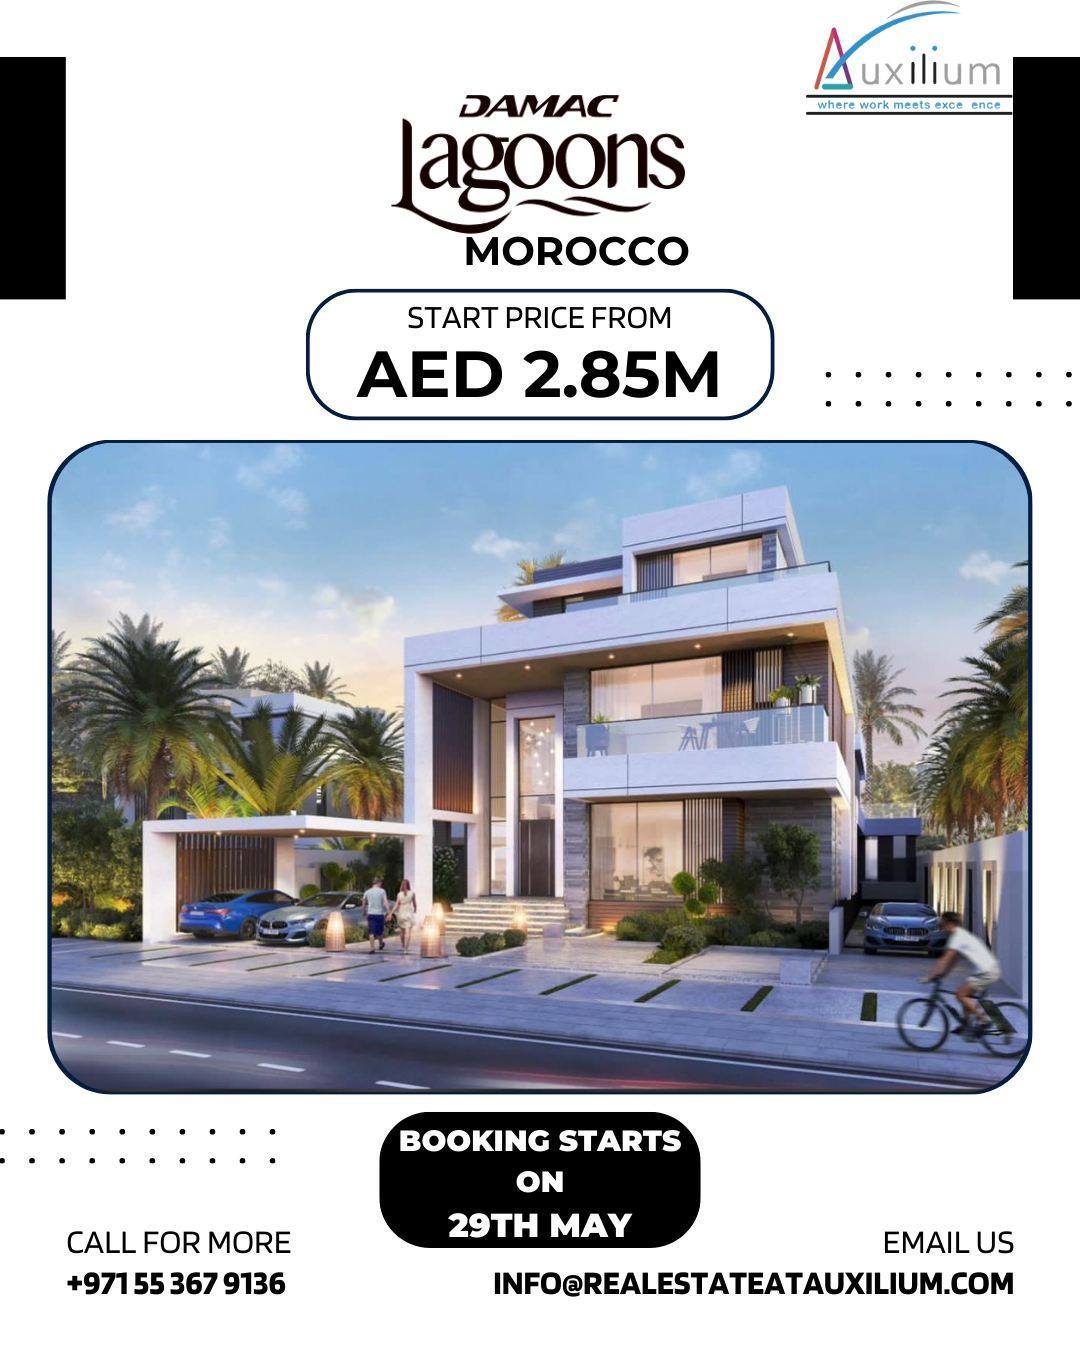 Auxilium
where work meets exce ence
DAMAC
Lagoons
MOROCCO
START PRICE FROM
AED 2.85M
BOOKING STARTS
ON
29TH MAY
CALL FOR MORE
+971 55 367 9136
EMAIL US
INFO@REALESTATEATAUXILIUM.COM